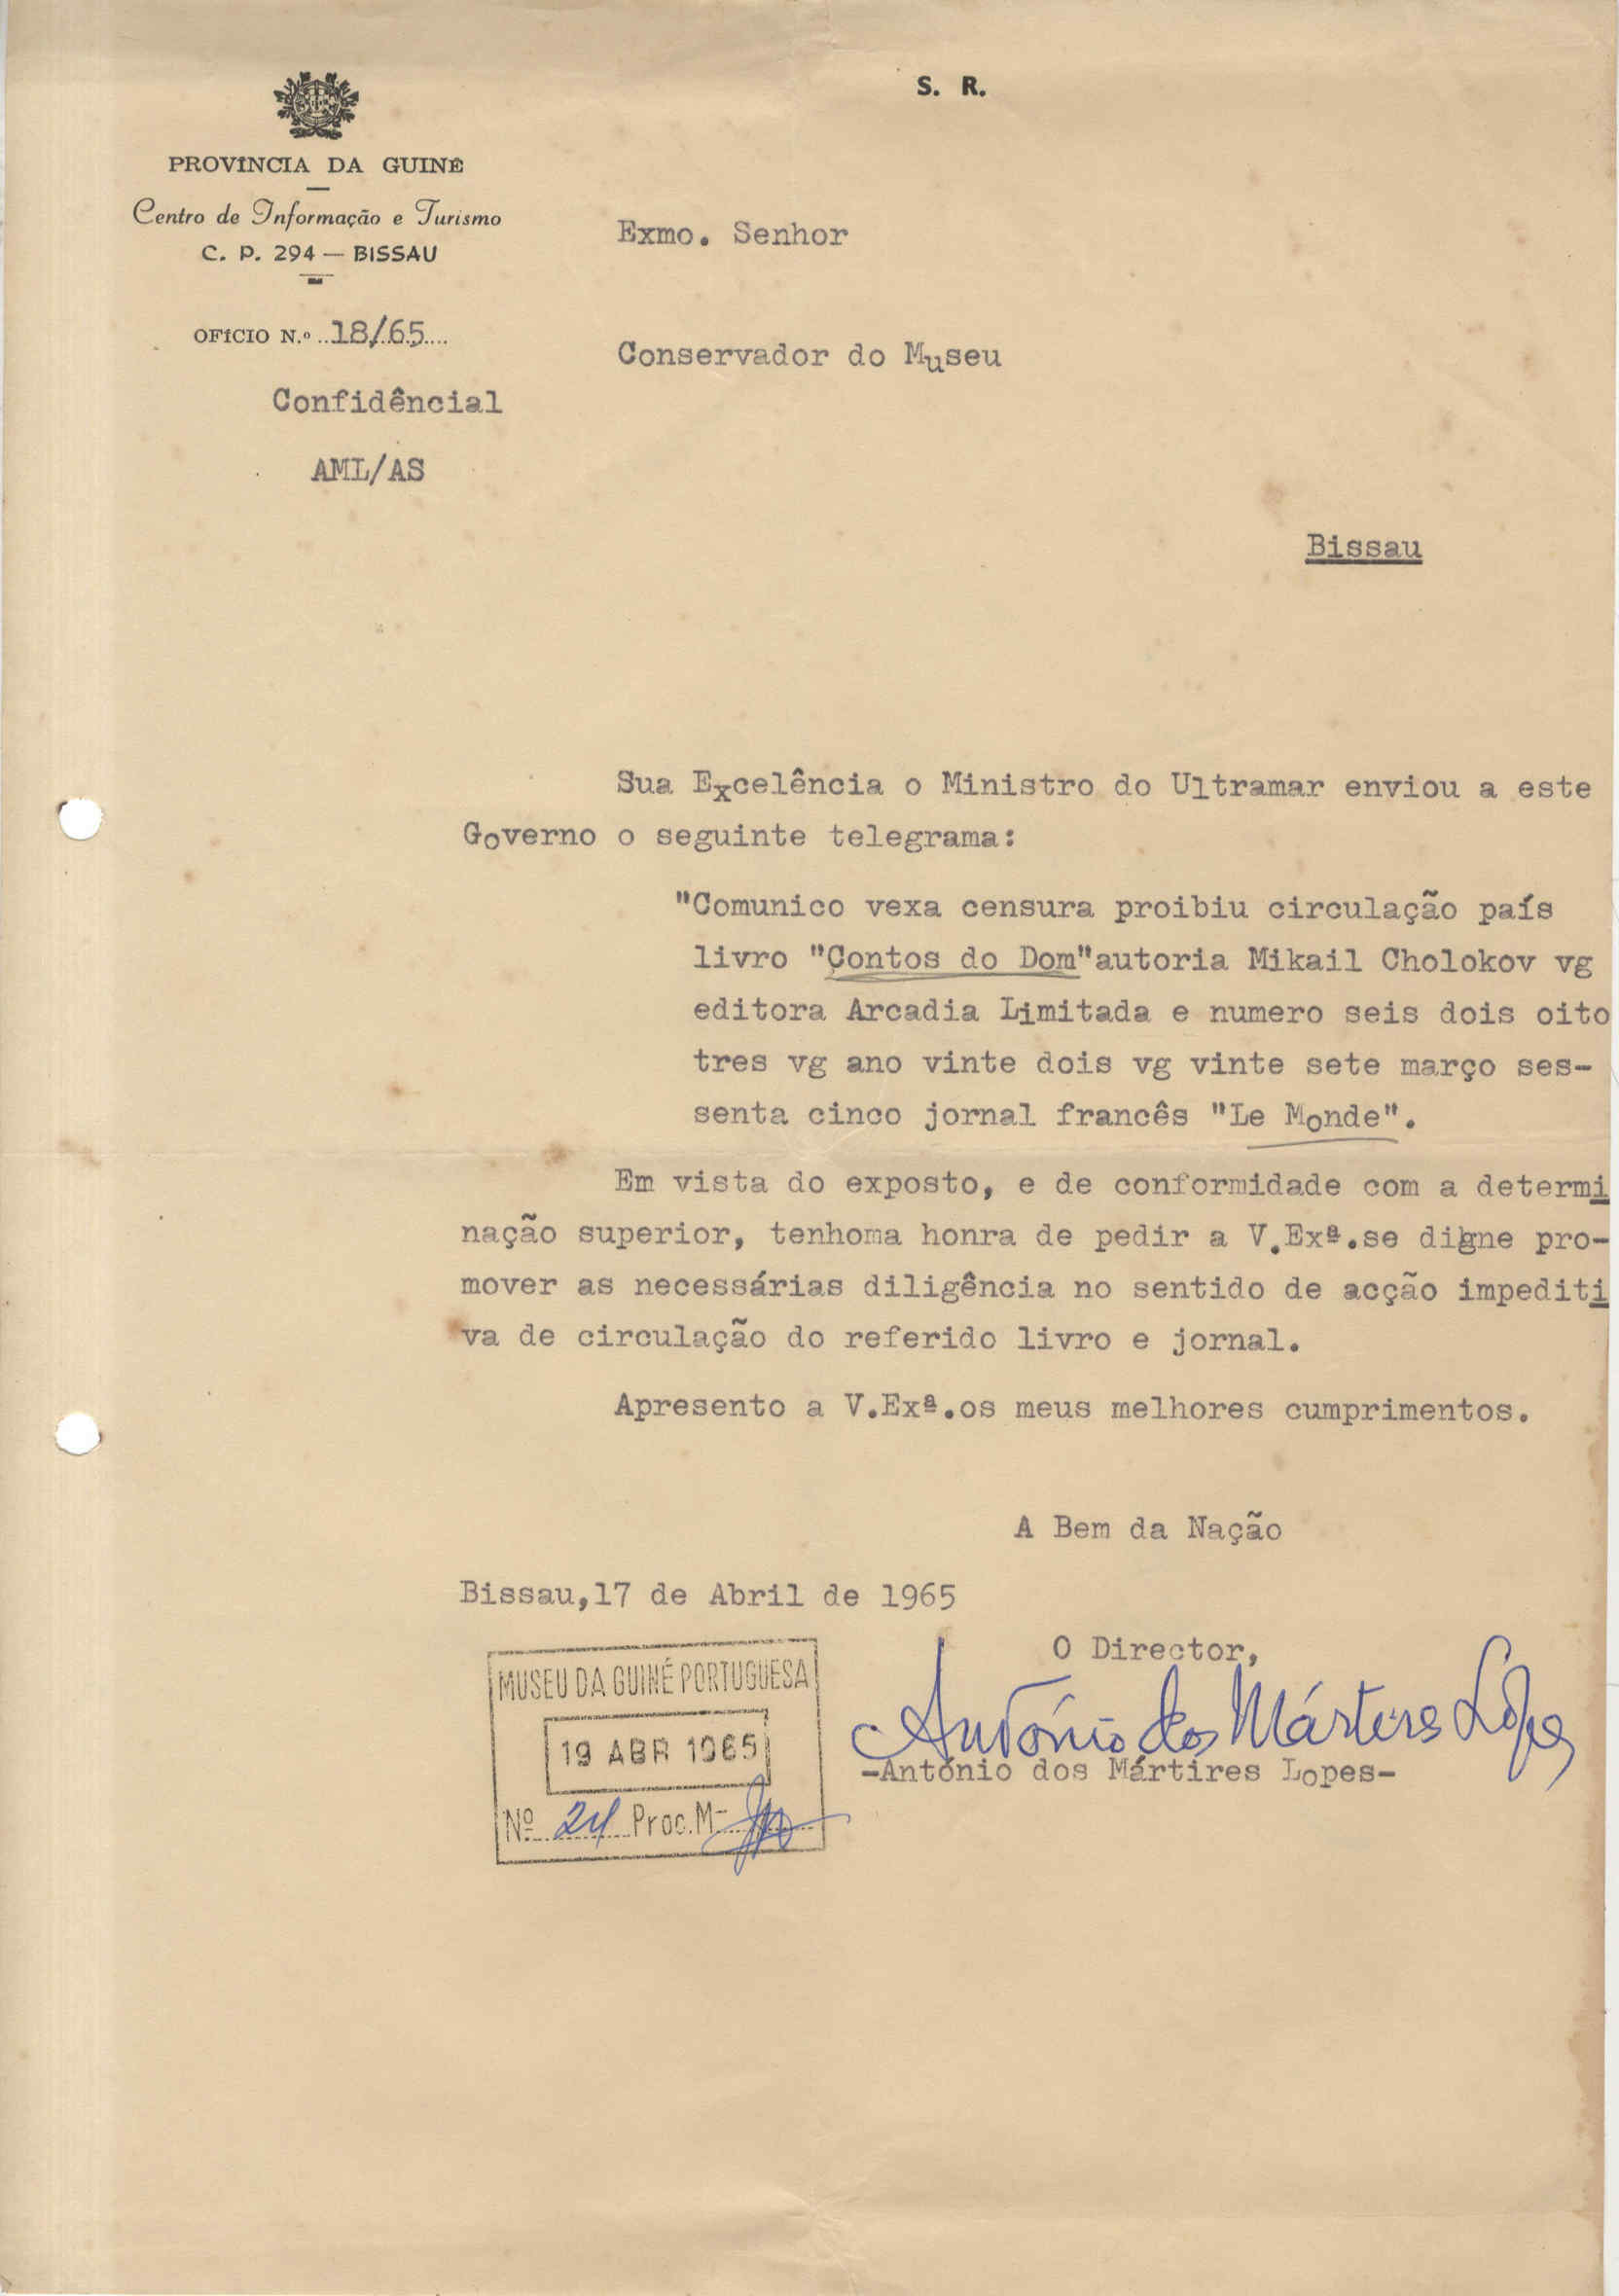 S. R.
PROVÍNCIA DA GUINÉ
Centro de Informação e Turismo
C. P. 294 — BISSAU
OFÍCIO N.º 18/65
Confidêncial
AML/AS
Exmo. Senhor
Conservador do Museu
Bissau
Sua Excelência o Ministro do Ultramar enviou a este
Governo o seguinte telegrama:
"Comunico vexa censura proibiu circulação país
livro "Contos do Dom"autoria Mikail Cholokov vg
editora Arcadia Limitada e numero seis dois oito
tres vg ano vinte dois vg vinte sete março ses-
senta cinco jornal francês "Le Monde".
Em vista do exposto, e de conformidade com a determi
nação superior, tenhoma honra de pedir a V.Exª.se digne pro-
mover as necessárias diligência no sentido de acção impediti
va de circulação do referido livro e jornal.
Apresento a V.Exª.os meus melhores cumprimentos.
A Bem da Nação
Bissau,17 de Abril de 1965
O Director,
António dos Mártires Lopes
-António dos Mártires Lopes-
MUSEU DA GUINÉ PORTUGUESA
19 ABR 1965
Nº 24 Proc. M-